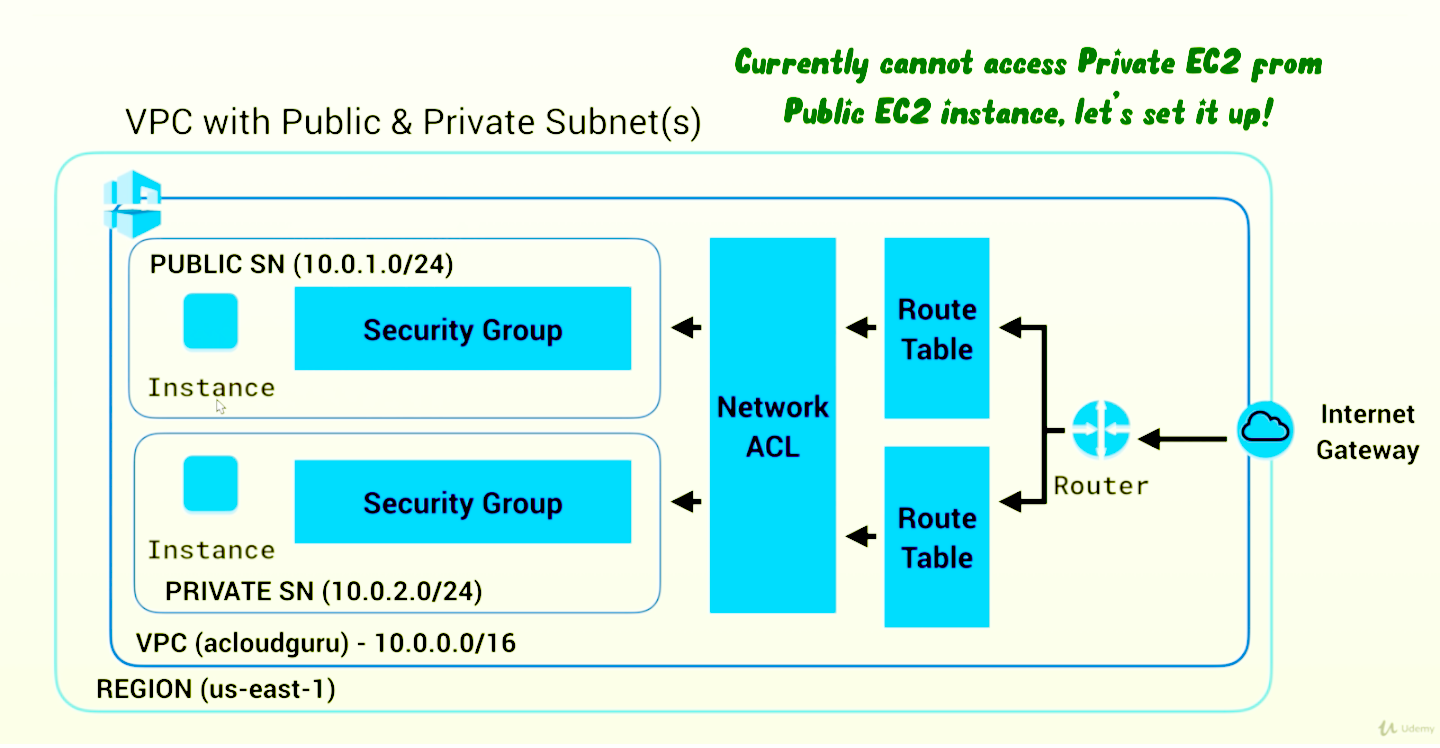 Currently cannot access Private EC2 from
Public EC2 instance, let's set it up!
VPC with Public & Private Subnet(s)
PUBLIC SN (10.0.1.0/24)
Security Group
Instance
Security Group
Instance
PRIVATE SN (10.0.2.0/24)
VPC (acloudguru) - 10.0.0.0/16
REGION (us-east-1)
Network
ACL
Route
Table
Route
Table
Router
Internet
Gateway
Udemy